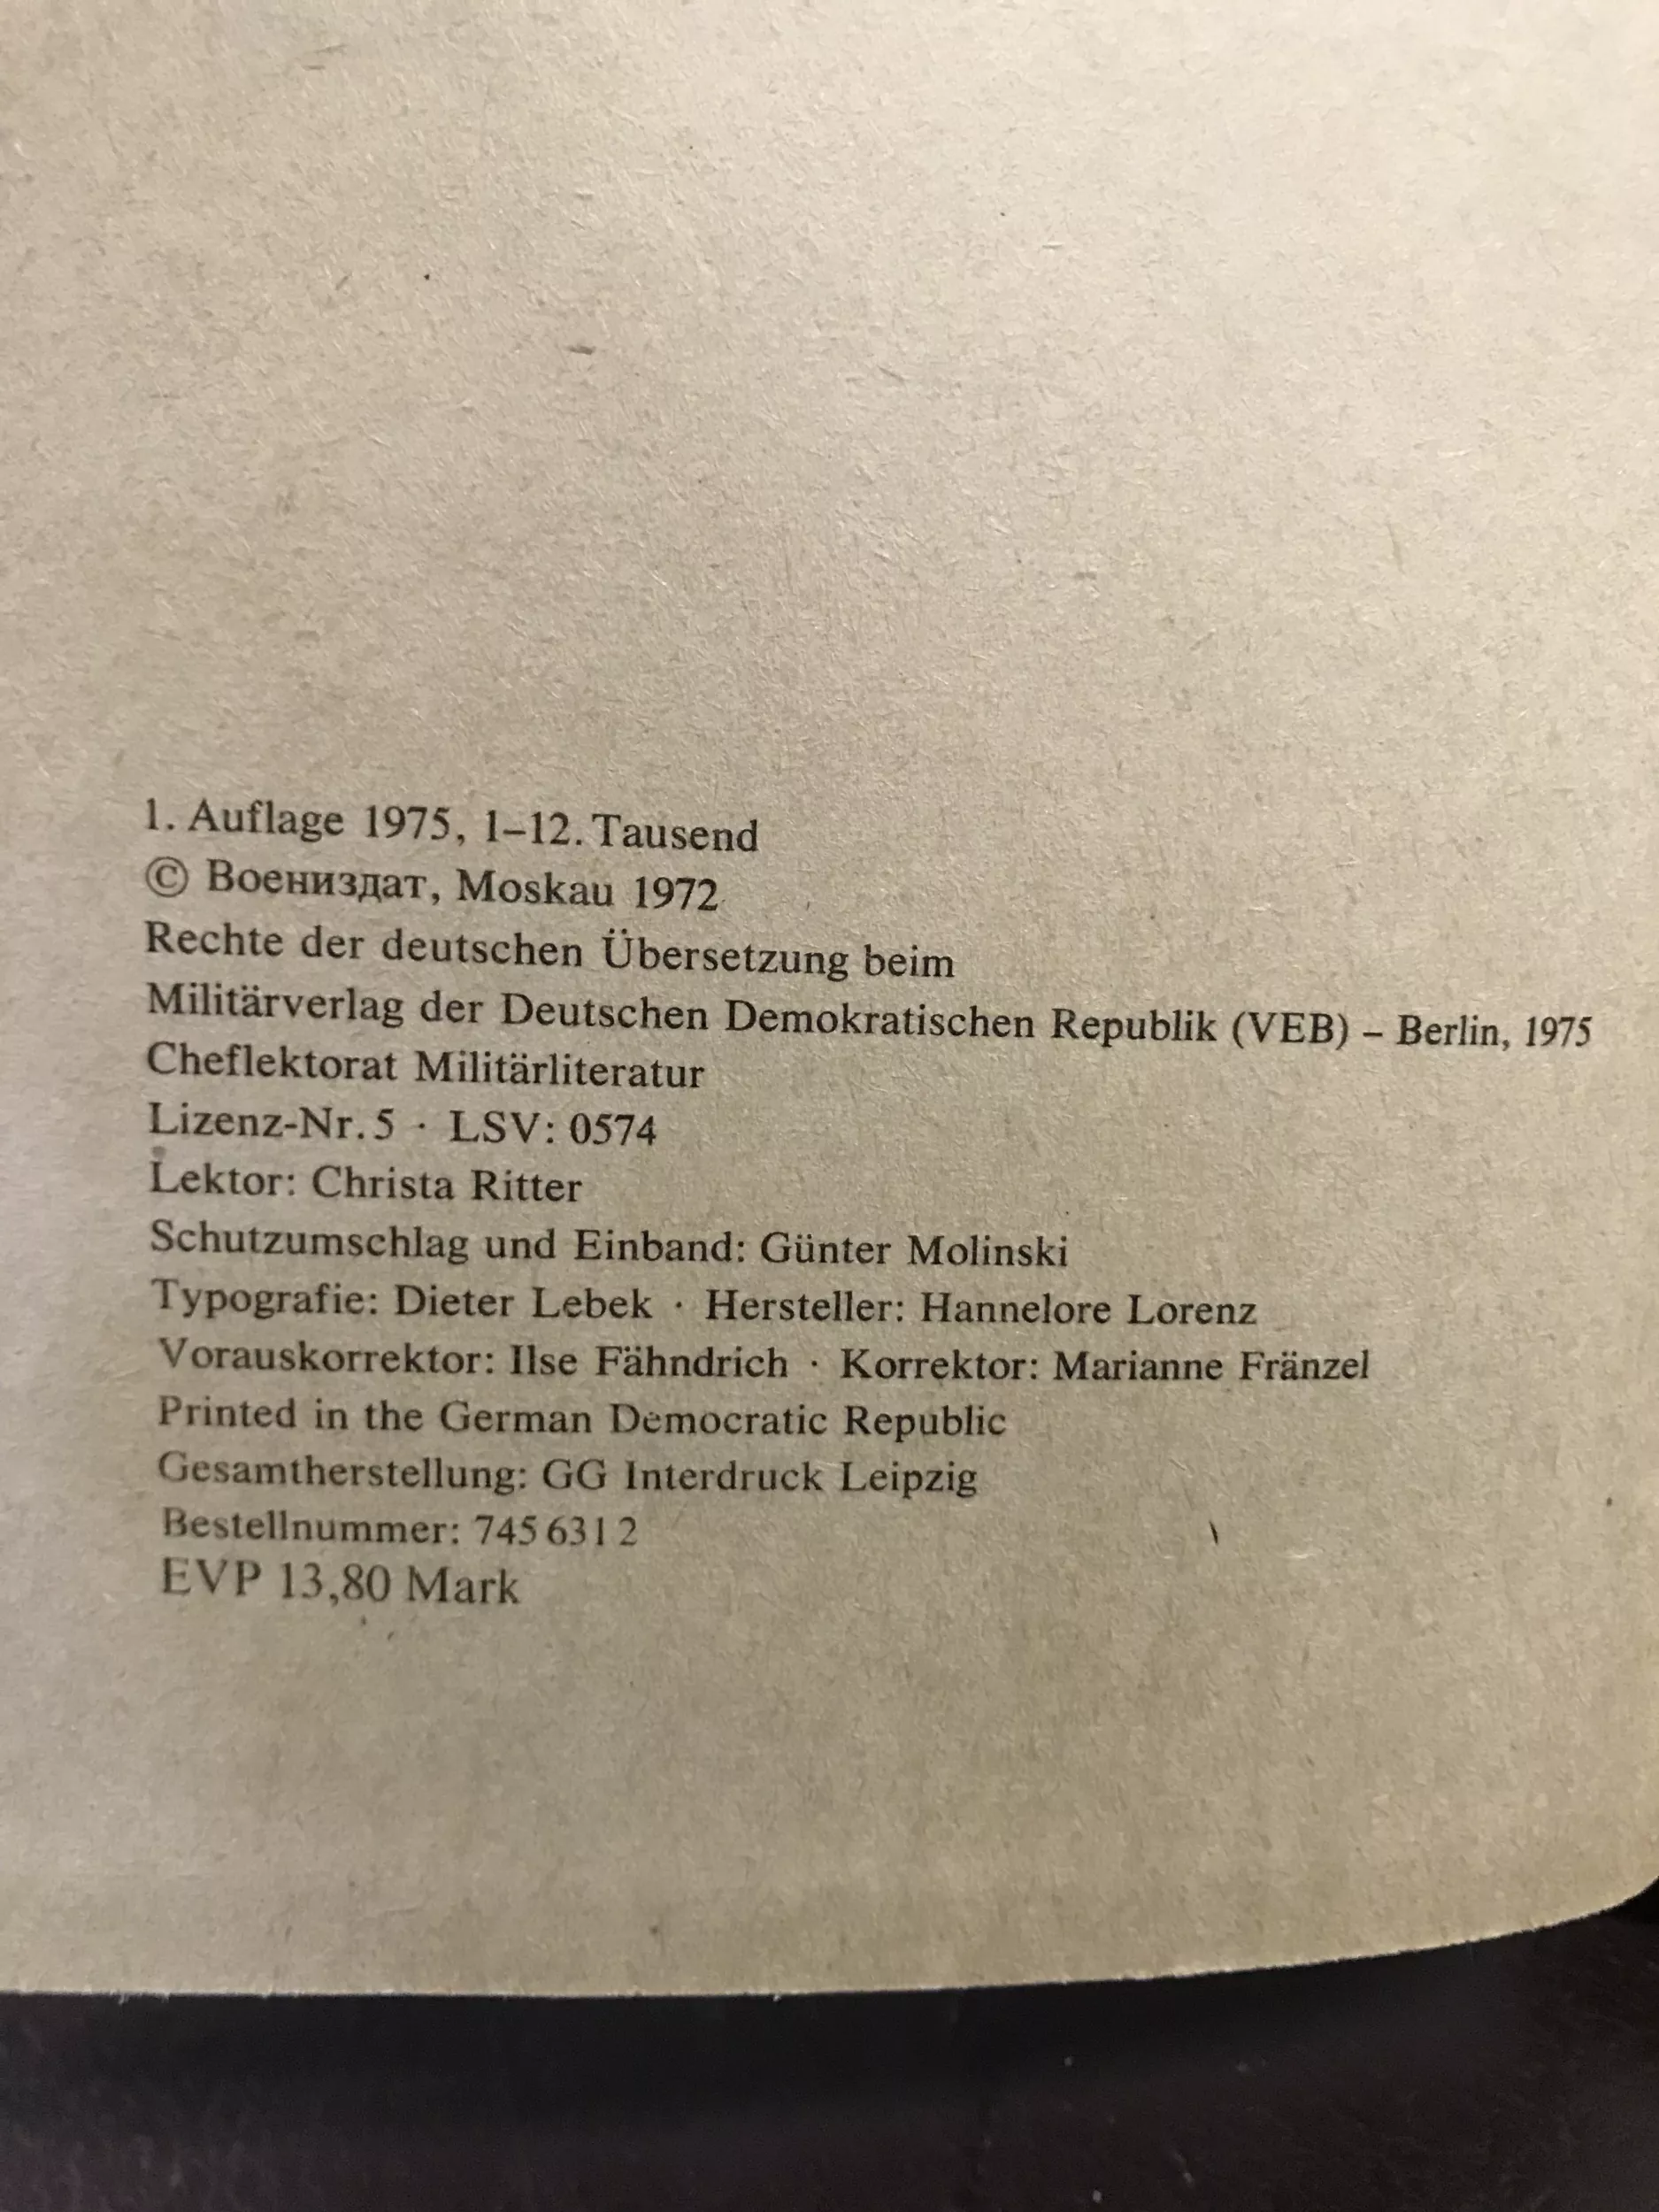 1. Auflage 1975, 1–12. Tausend
© Воениздат, Moskau 1972
Rechte der deutschen Übersetzung beim
Militärverlag der Deutschen Demokratischen Republik (VEB) – Berlin, 1975
Cheflektorat Militärliteratur
Lizenz-Nr. 5 · LSV: 0574
Lektor: Christa Ritter
Schutzumschlag und Einband: Günter Molinski
Typografie: Dieter Lebek · Hersteller: Hannelore Lorenz
Vorauskorrektor: Ilse Fähndrich · Korrektor: Marianne Fränzel
Printed in the German Democratic Republic
Gesamtherstellung: GG Interdruck Leipzig
Bestellnummer: 745 631 2
EVP 13,80 Mark